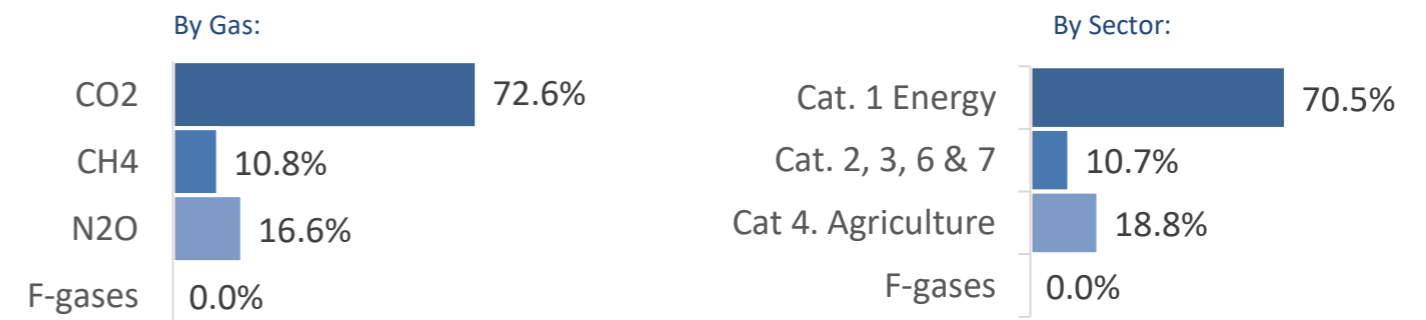 By Gas:
CO2 72.6%
CH4 10.8%
N2O 16.6%
F-gases 0.0%
By Sector:
Cat. 1 Energy 70.5%
Cat. 2, 3, 6 & 7 10.7%
Cat 4. Agriculture 18.8%
F-gases 0.0%